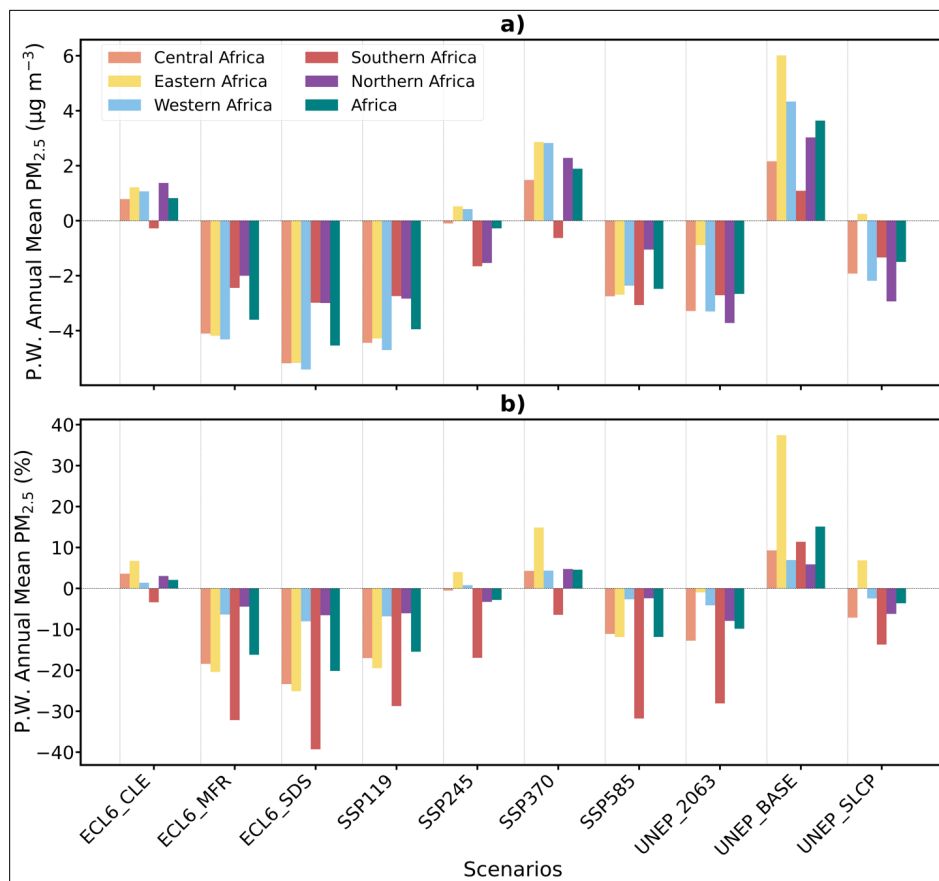 a)
P.W. Annual Mean PM2.5 (µg m−3)
6
4
2
0
−2
−4
Central Africa
Eastern Africa
Western Africa
Southern Africa
Northern Africa
Africa
b)
P.W. Annual Mean PM2.5 (%)
40
30
20
10
0
−10
−20
−30
−40
ECL6_CLE
ECL6_MFR
ECL6_SDS
SSP119
SSP245
SSP370
SSP585
UNEP_2063
UNEP_BASE
UNEP_SLCP
Scenarios